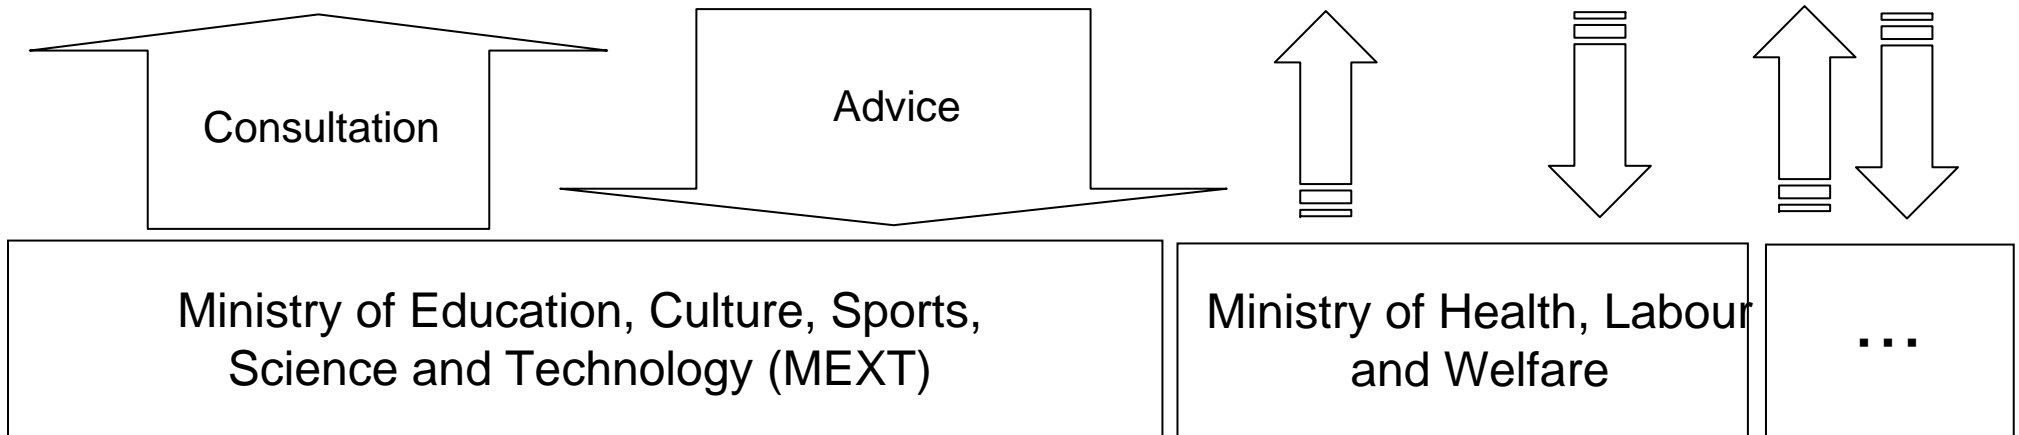 Consultation
Advice
Ministry of Education, Culture, Sports,
Science and Technology (MEXT)
Ministry of Health, Labour
and Welfare
...